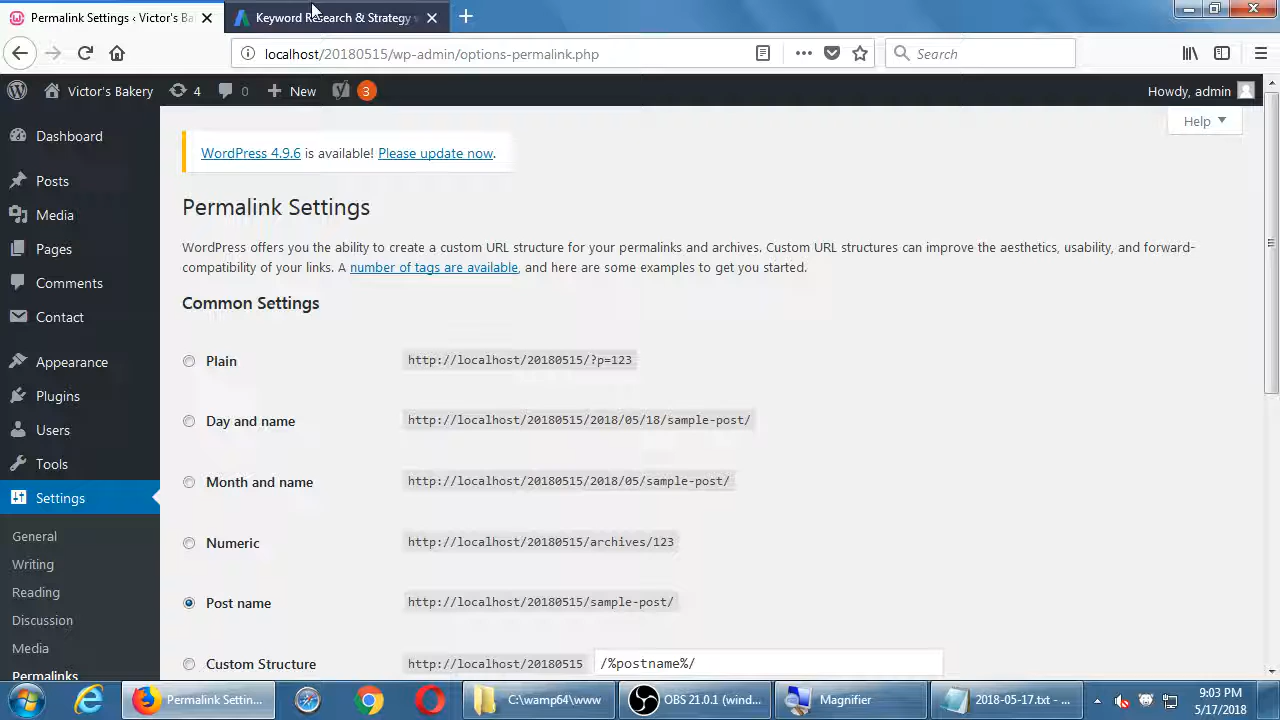 Permalink Settings ‹ Victor's Ba
Keyword Research & Strategy
localhost/20180515/wp-admin/options-permalink.php
Search
Victor's Bakery
4
0
New
3
Howdy, admin
Dashboard
Posts
Media
Pages
Comments
Contact
Appearance
Plugins
Users
Tools
Settings
General
Writing
Reading
Discussion
Media
Permalinks
Help
WordPress 4.9.6 is available! Please update now.
Permalink Settings
WordPress offers you the ability to create a custom URL structure for your permalinks and archives. Custom URL structures can improve the aesthetics, usability, and forward-
compatibility of your links. A number of tags are available, and here are some examples to get you started.
Common Settings
Plain http://localhost/20180515/?p=123
Day and name http://localhost/20180515/2018/05/18/sample-post/
Month and name http://localhost/20180515/2018/05/sample-post/
Numeric http://localhost/20180515/archives/123
Post name http://localhost/20180515/sample-post/
Custom Structure http://localhost/20180515 /%postname%/
Permalink Settin...
C:\wamp64\www
OBS 21.0.1 (wind...
Magnifier
2018-05-17.txt - ...
9:03 PM
5/17/2018